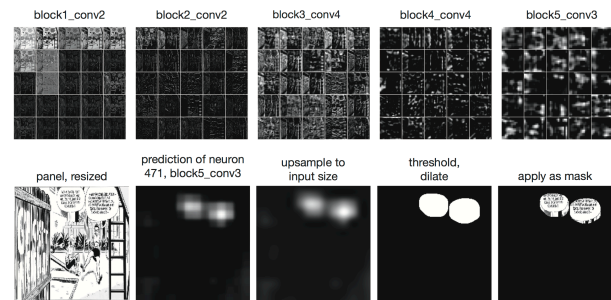 block1_conv2
block2_conv2
block3_conv4
block4_conv4
block5_conv3
panel, resized
prediction of neuron
471, block5_conv3
upsample to
input size
threshold,
dilate
apply as mask